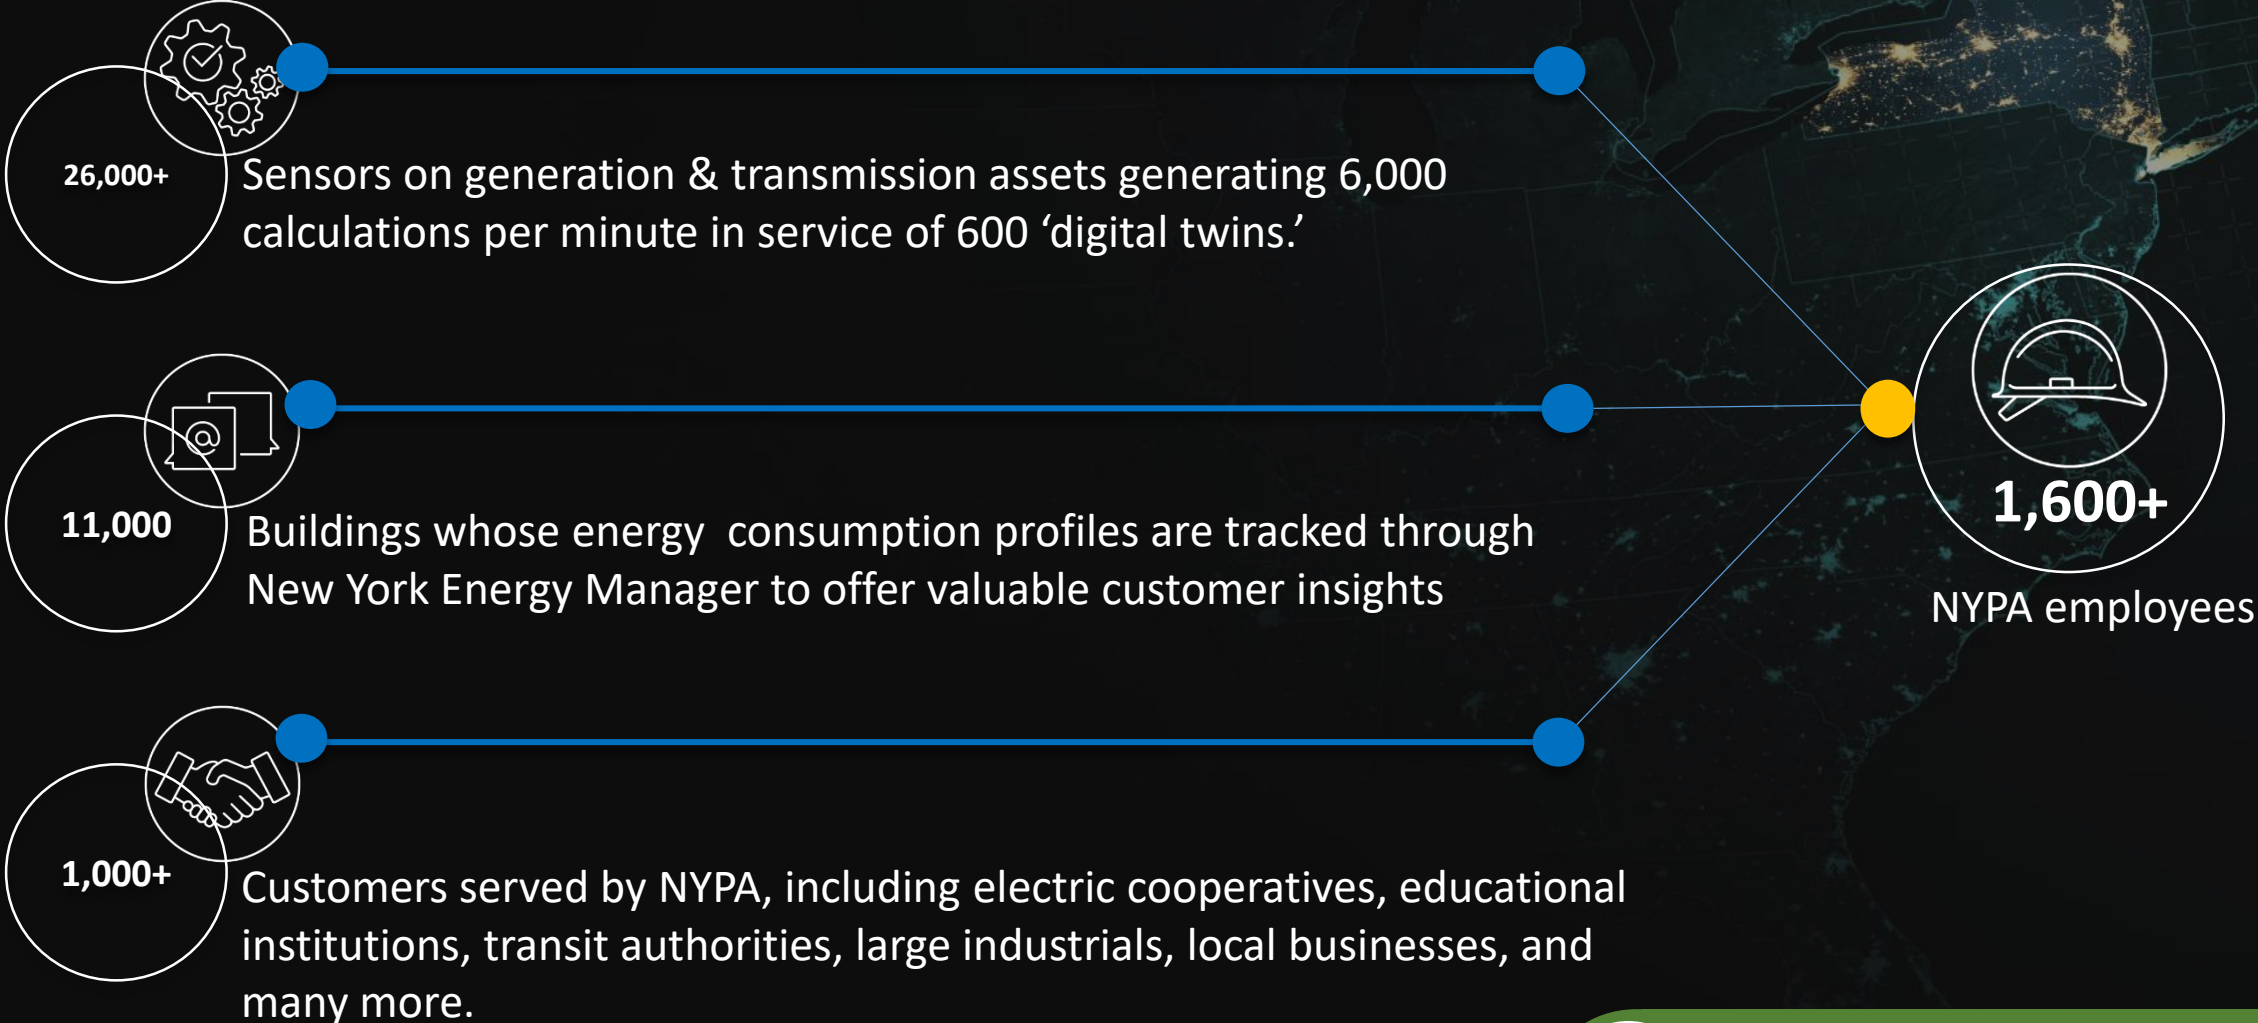 26,000+
Sensors on generation & transmission assets generating 6,000
calculations per minute in service of 600 ‘digital twins.’
11,000
Buildings whose energy  consumption profiles are tracked through
New York Energy Manager to offer valuable customer insights
1,000+
Customers served by NYPA, including electric cooperatives, educational
institutions, transit authorities, large industrials, local businesses, and
many more.
@
1,600+
NYPA employees